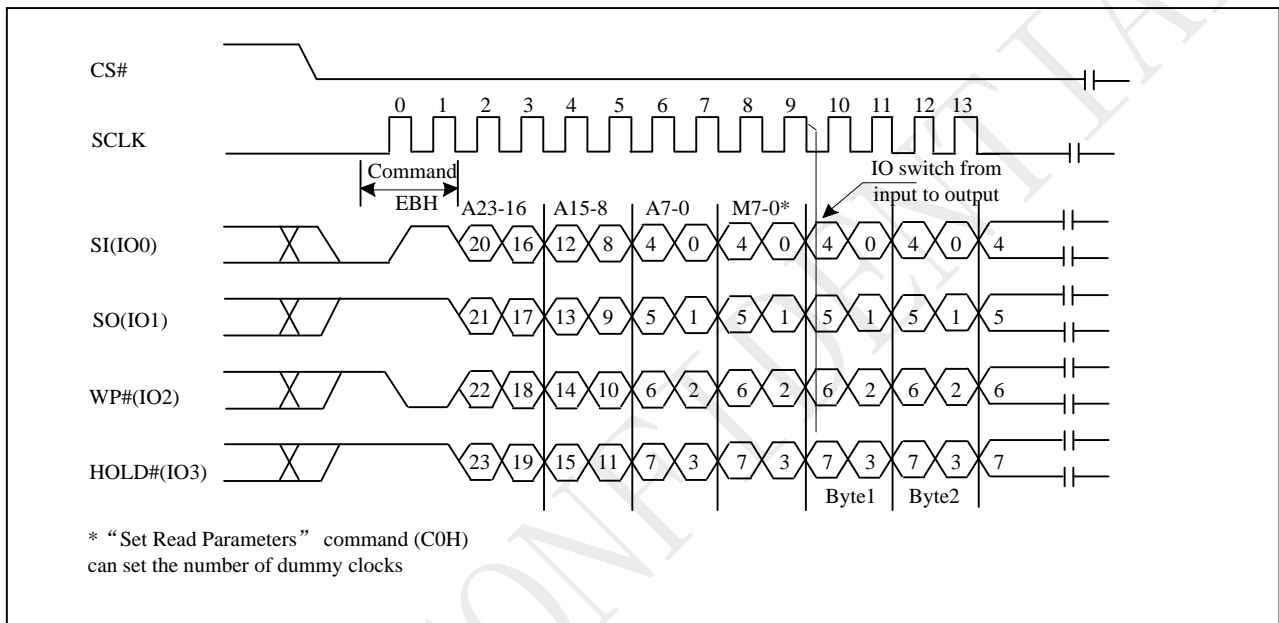 CS#
0 1 2 3 4 5 6 7 8 9 10 11 12 13
SCLK
Command
IO switch from
input to output
EBH
A23-16 A15-8 A7-0 M7-0*
SI(IO0) 20 16 12 8 4 0 4 0 4 0 4 0 4
SO(IO1) 21 17 13 9 5 1 5 1 5 1 5 1 5
WP#(IO2) 22 18 14 10 6 2 6 2 6 2 6 2 6
HOLD#(IO3) 23 19 15 11 7 3 7 3 7 3 7 3 7
Byte1 Byte2
* “Set Read Parameters” command (C0H)
can set the number of dummy clocks